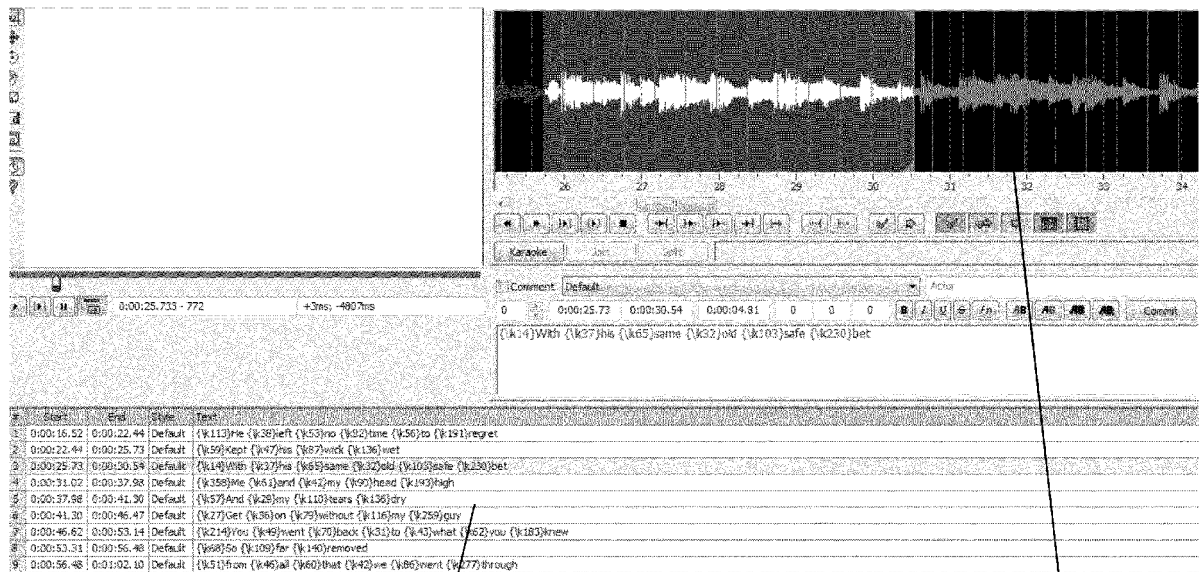 26 27 28 29 30 31 32 33 34
Karaoke Join Split
Comment Default Actor
0:00:25.733 - 772 +3ms; -4807ms
0 0:00:25.73 0:00:30.54 0:00:04.81 0 0 0 B I U S fn AB AB AB AB Commit
{\k14}With {\k37}his {\k65}same {\k32}old {\k103}safe {\k230}bet
# Start End Style Text
1 0:00:16.52 0:00:22.44 Default {\k113}He {\k38}left {\k53}no {\k32}time {\k56}to {\k191}regret
2 0:00:22.44 0:00:25.73 Default {\k59}Kept {\k47}his {\k87}wick {\k136}wet
3 0:00:25.73 0:00:30.54 Default {\k14}With {\k37}his {\k65}same {\k32}old {\k103}safe {\k230}bet
4 0:00:31.02 0:00:37.98 Default {\k358}Me {\k61}and {\k42}my {\k90}head {\k193}high
5 0:00:37.98 0:00:41.30 Default {\k57}And {\k29}my {\k110}tears {\k136}dry
6 0:00:41.30 0:00:46.47 Default {\k27}Get {\k36}on {\k79}without {\k116}my {\k259}guy
7 0:00:46.62 0:00:53.14 Default {\k214}You {\k49}went {\k70}back {\k31}to {\k43}what {\k62}you {\k183}knew
8 0:00:53.31 0:00:56.48 Default {\k68}So {\k109}far {\k140}removed
9 0:00:56.48 0:01:02.10 Default {\k51}from {\k46}all {\k60}that {\k42}we {\k86}went {\k277}through